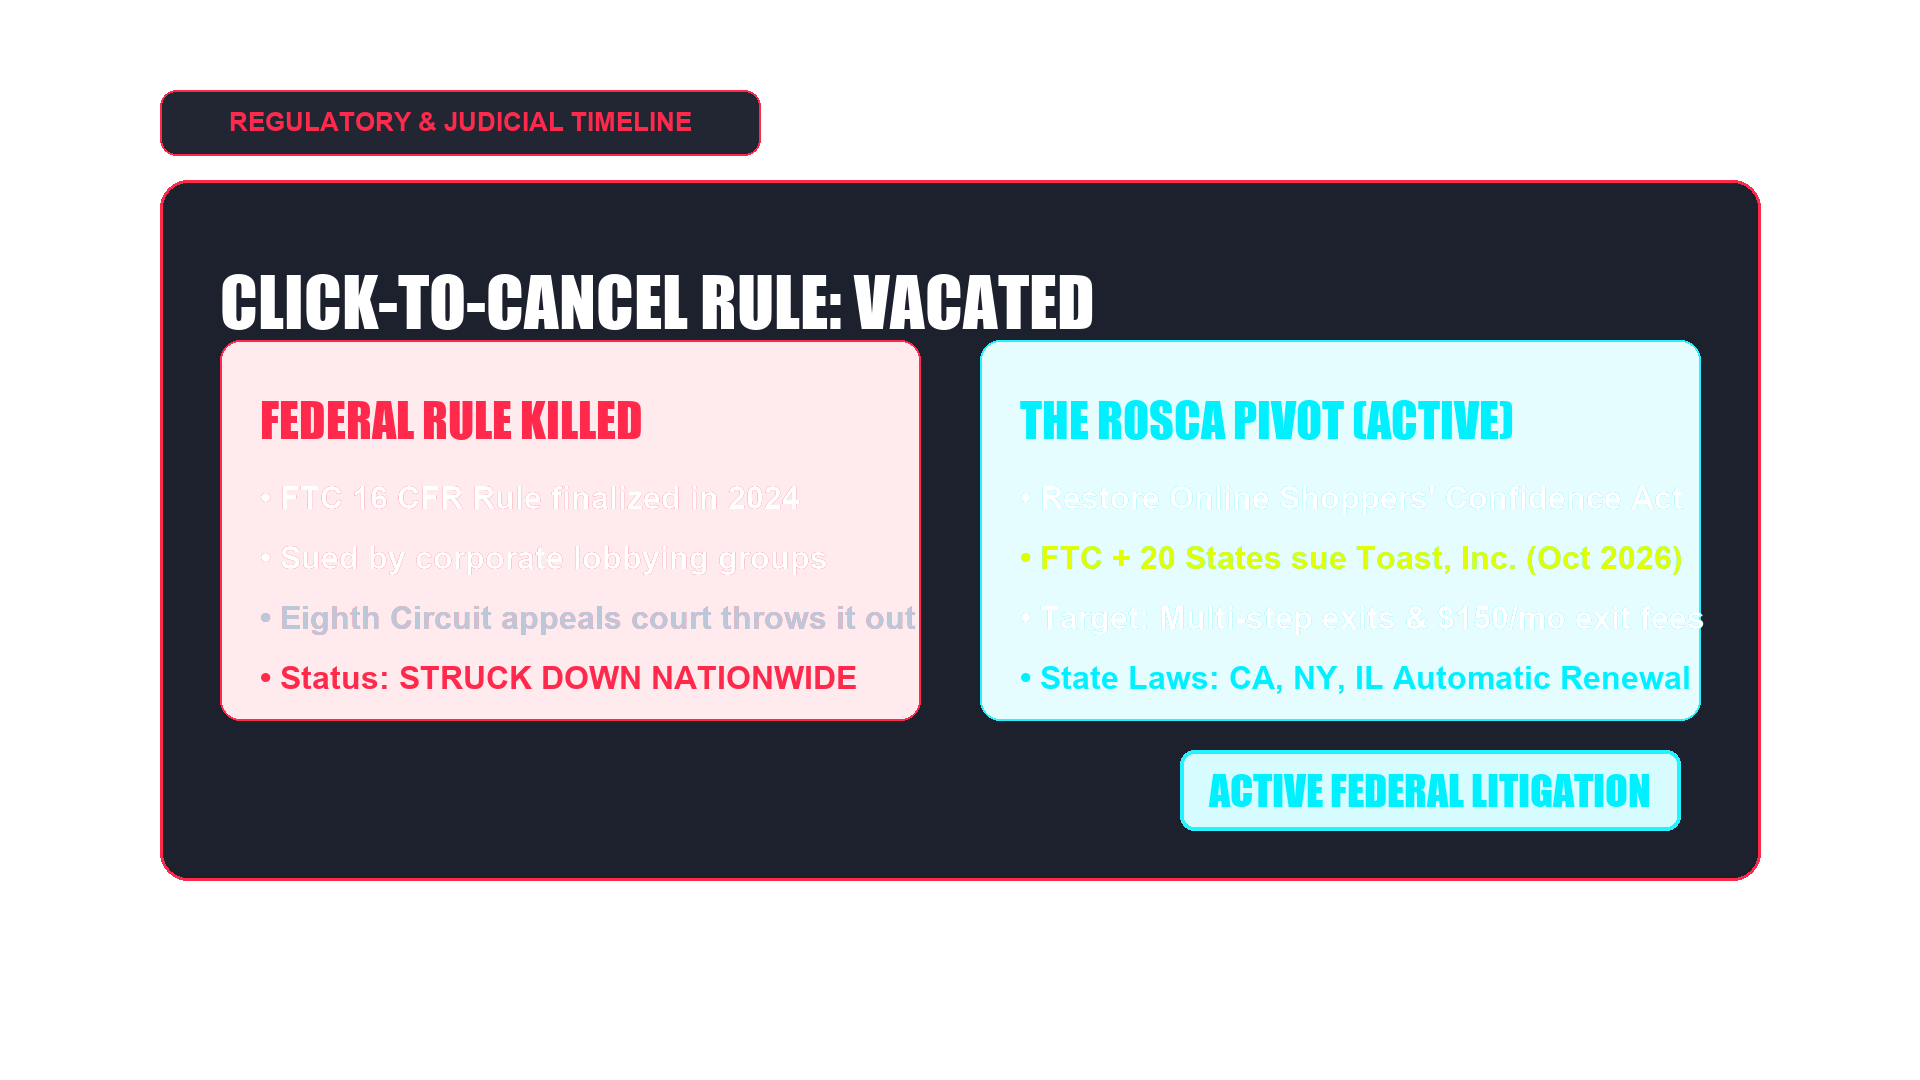 REGULATORY & JUDICIAL TIMELINE
CLICK-TO-CANCEL RULE: VACATED
FEDERAL RULE KILLED
• FTC 16 CFR Rule finalized in 2024
• Sued by corporate lobbying groups
• Eighth Circuit appeals court throws it out
• Status: STRUCK DOWN NATIONWIDE
THE ROSCA PIVOT (ACTIVE)
• Restore Online Shoppers' Confidence Act
• FTC + 20 States sue Toast, Inc. (Oct 2026)
• Target: Multi-step exits & $150/mo exit fees
• State Laws: CA, NY, IL Automatic Renewal
ACTIVE FEDERAL LITIGATION